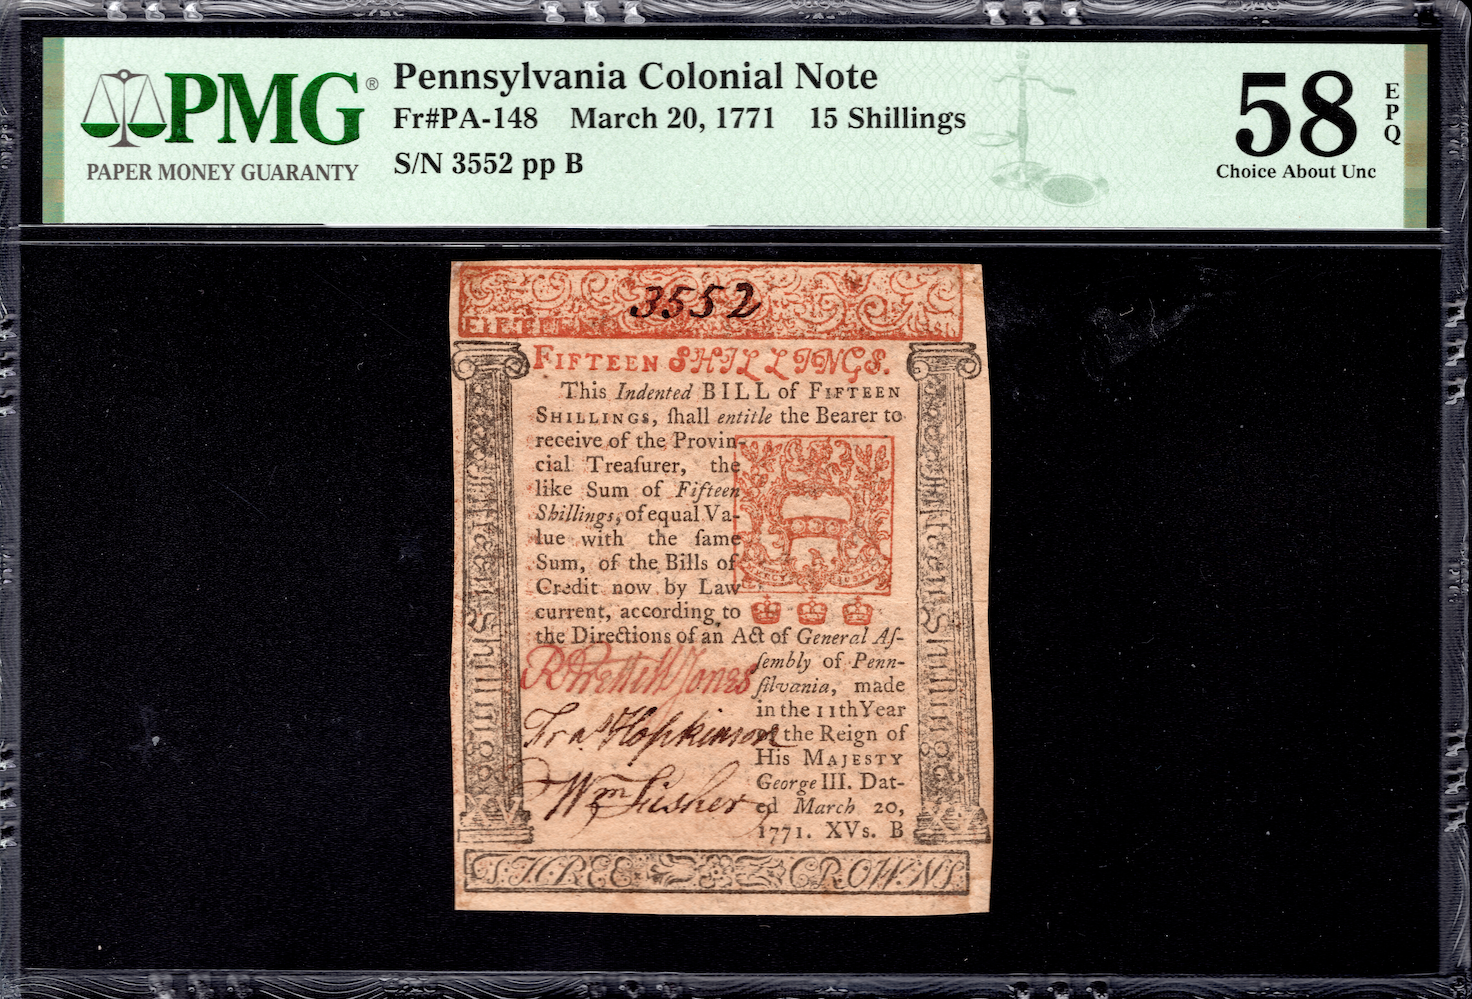 PMG®
PAPER MONEY GUARANTY
Pennsylvania Colonial Note
Fr#PA-148 March 20, 1771 15 Shillings
S/N 3552 pp B
58
EPQ
Choice About Unc
3552
FIFTEEN SHILLINGS.
This Indented BILL of FIFTEEN
SHILLINGS, ſhall entitle the Bearer to
receive of the Provin-
cial Treaſurer, the
like Sum of Fifteen
Shillings, of equal Va-
lue with the ſame
Sum, of the Bills of
Credit now by Law
current, according to
the Directions of an Act of General Aſ-
ſembly of Penn-
ſilvania, made
in the 11th Year
of the Reign of
His MAJESTY
George III. Dat-
ed March 20,
1771. XVs. B
Fras Hopkinson
Wm Fisher
THREE CROWNS